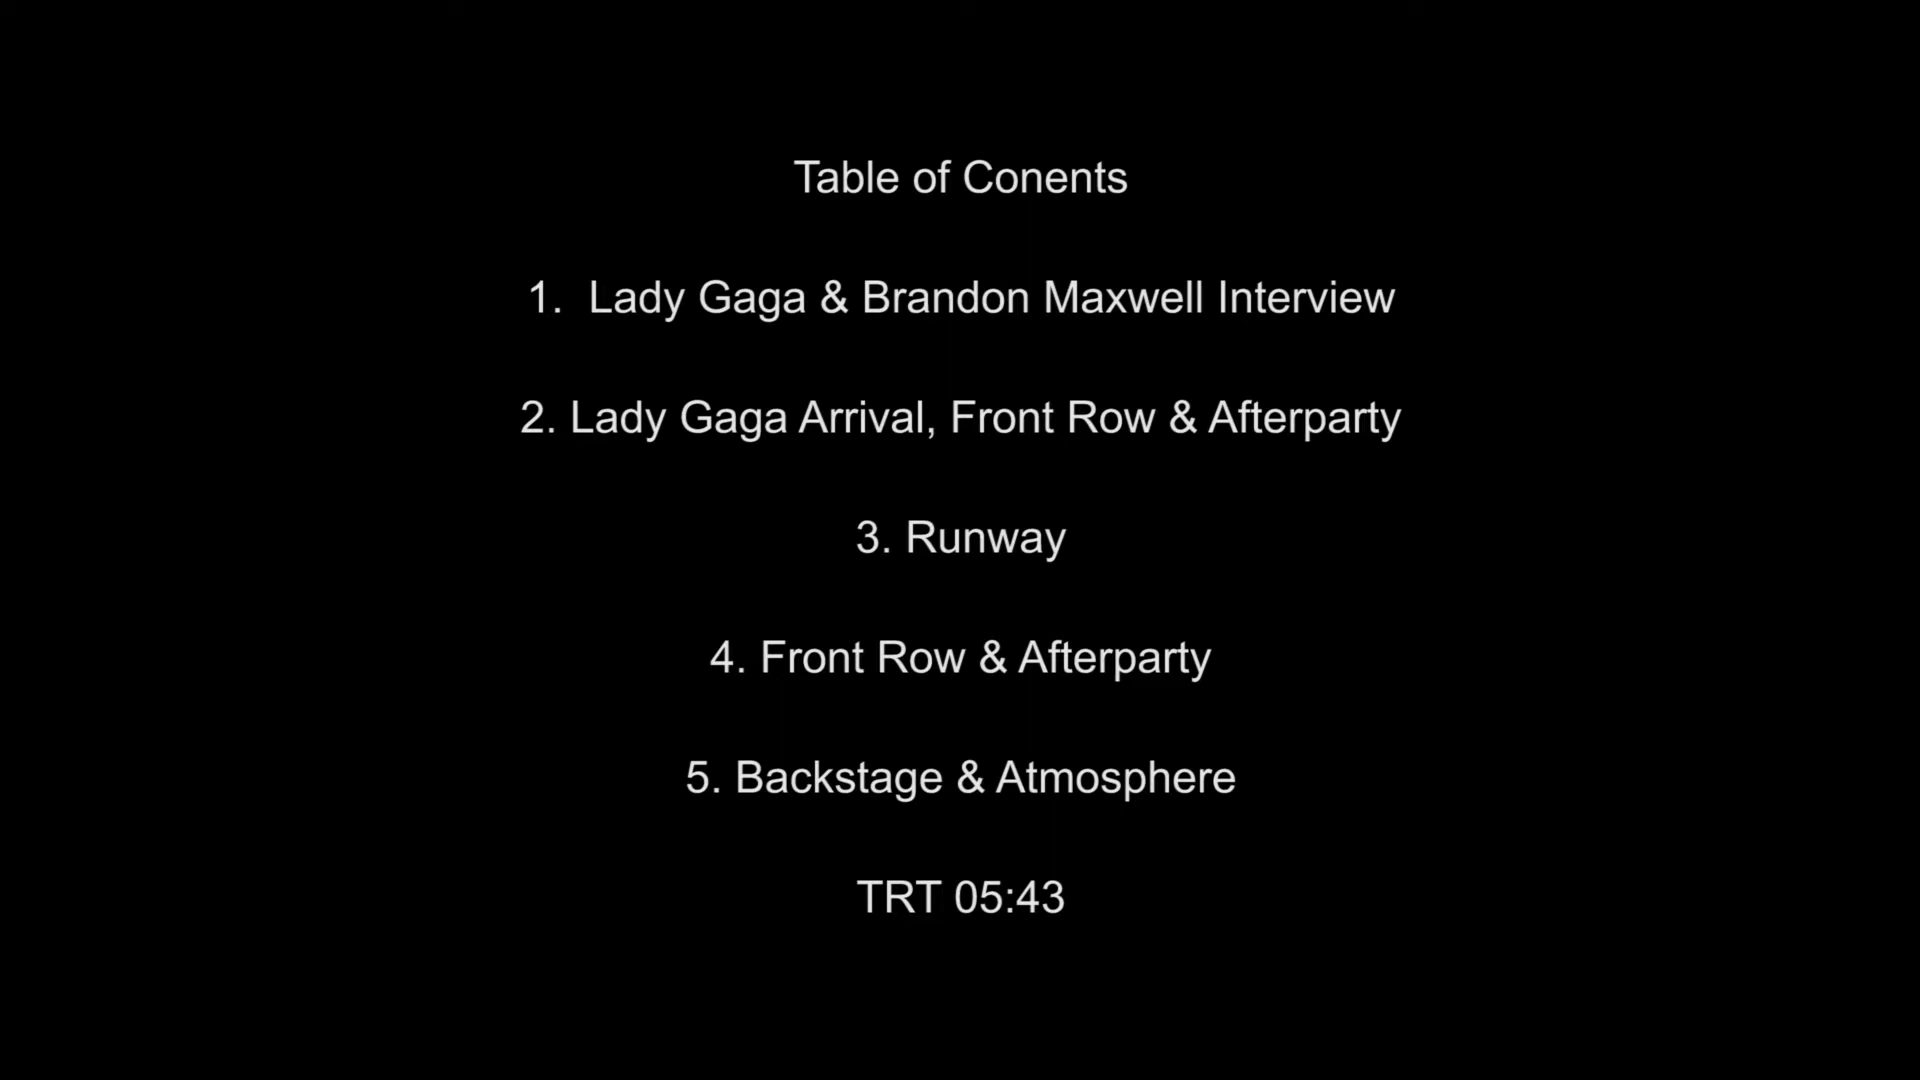 Table of Conents
1.  Lady Gaga & Brandon Maxwell Interview
2. Lady Gaga Arrival, Front Row & Afterparty
3. Runway
4. Front Row & Afterparty
5. Backstage & Atmosphere
TRT 05:43